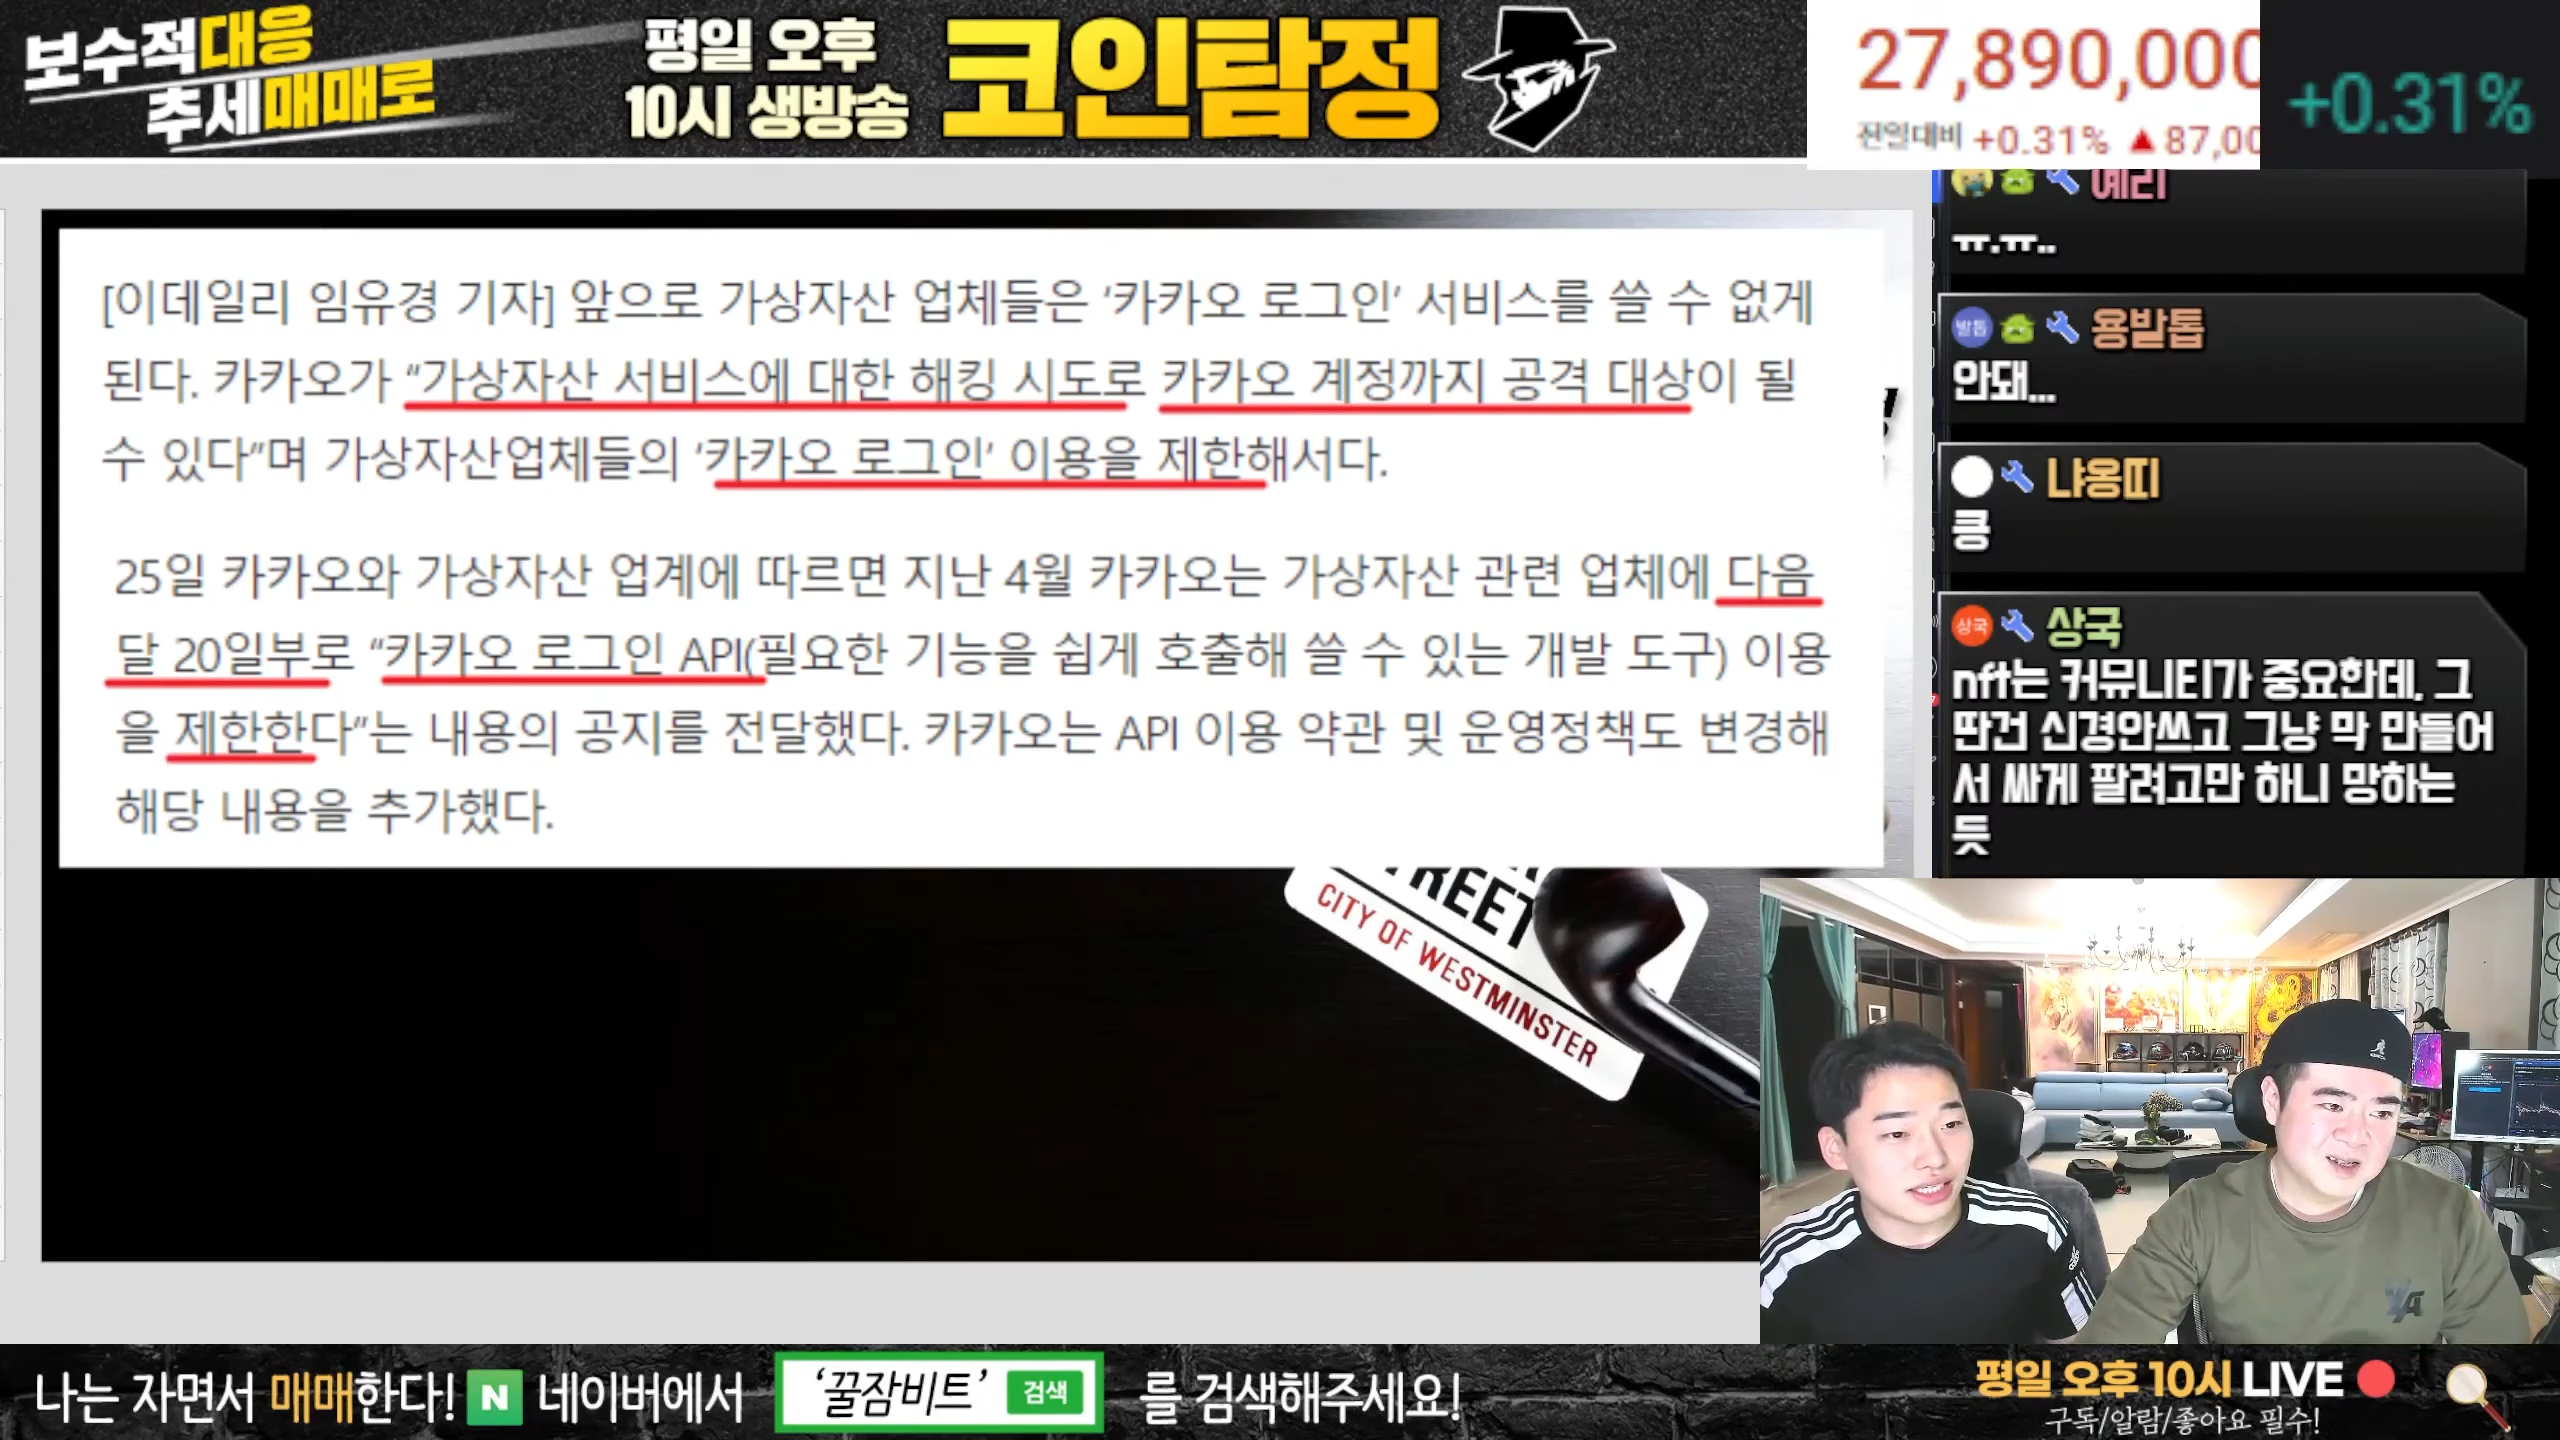 보수적대응
추세매매로
평일 오후
10시 생방송
코인탐정
27,890,000
전일대비 +0.31% ▲87,00
+0.31%
[이데일리 임유경 기자] 앞으로 가상자산 업체들은 ‘카카오 로그인’ 서비스를 쓸 수 없게
된다. 카카오가 “가상자산 서비스에 대한 해킹 시도로 카카오 계정까지 공격 대상이 될
수 있다”며 가상자산업체들의 ‘카카오 로그인’ 이용을 제한해서다.
25일 카카오와 가상자산 업계에 따르면 지난 4월 카카오는 가상자산 관련 업체에 다음
달 20일부로 “카카오 로그인 API(필요한 기능을 쉽게 호출해 쓸 수 있는 개발 도구) 이용
을 제한한다”는 내용의 공지를 전달했다. 카카오는 API 이용 약관 및 운영정책도 변경해
해당 내용을 추가했다.
!
TREET
CITY OF WESTMINSTER
예리
ㅠ.ㅠ..
발톱 용발톱
안돼...
냐옹띠
킁
상국 상국
nft는 커뮤니티가 중요한데, 그
딴건 신경안쓰고 그냥 막 만들어
서 싸게 팔려고만 하니 망하는
듯
나는 자면서 매매한다! N 네이버에서 ‘꿀잠비트’ 검색 를 검색해주세요!
평일 오후 10시 LIVE
구독/알람/좋아요 필수!